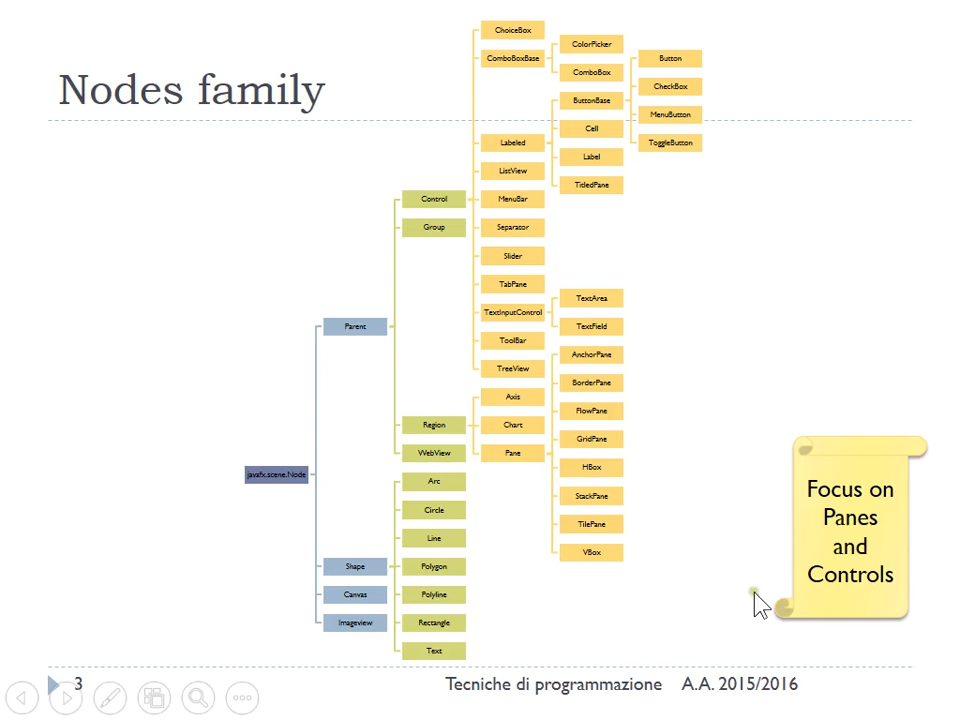 Nodes family
ChoiceBox
ComboBoxBase
ColorPicker
ComboBox
Button
CheckBox
MenuButton
ToggleButton
ButtonBase
Cell
Label
TitledPane
Labeled
ListView
MenuBar
Separator
Slider
TabPane
TextInputControl
TextArea
TextField
ToolBar
TreeView
Control
Group
Parent
Region
WebView
Axis
Chart
Pane
AnchorPane
BorderPane
FlowPane
GridPane
HBox
StackPane
TilePane
VBox
javafx.scene.Node
Arc
Circle
Line
Polygon
Polyline
Rectangle
Text
Shape
Canvas
Imageview
Focus on
Panes
and
Controls
3
Tecniche di programmazione A.A. 2015/2016